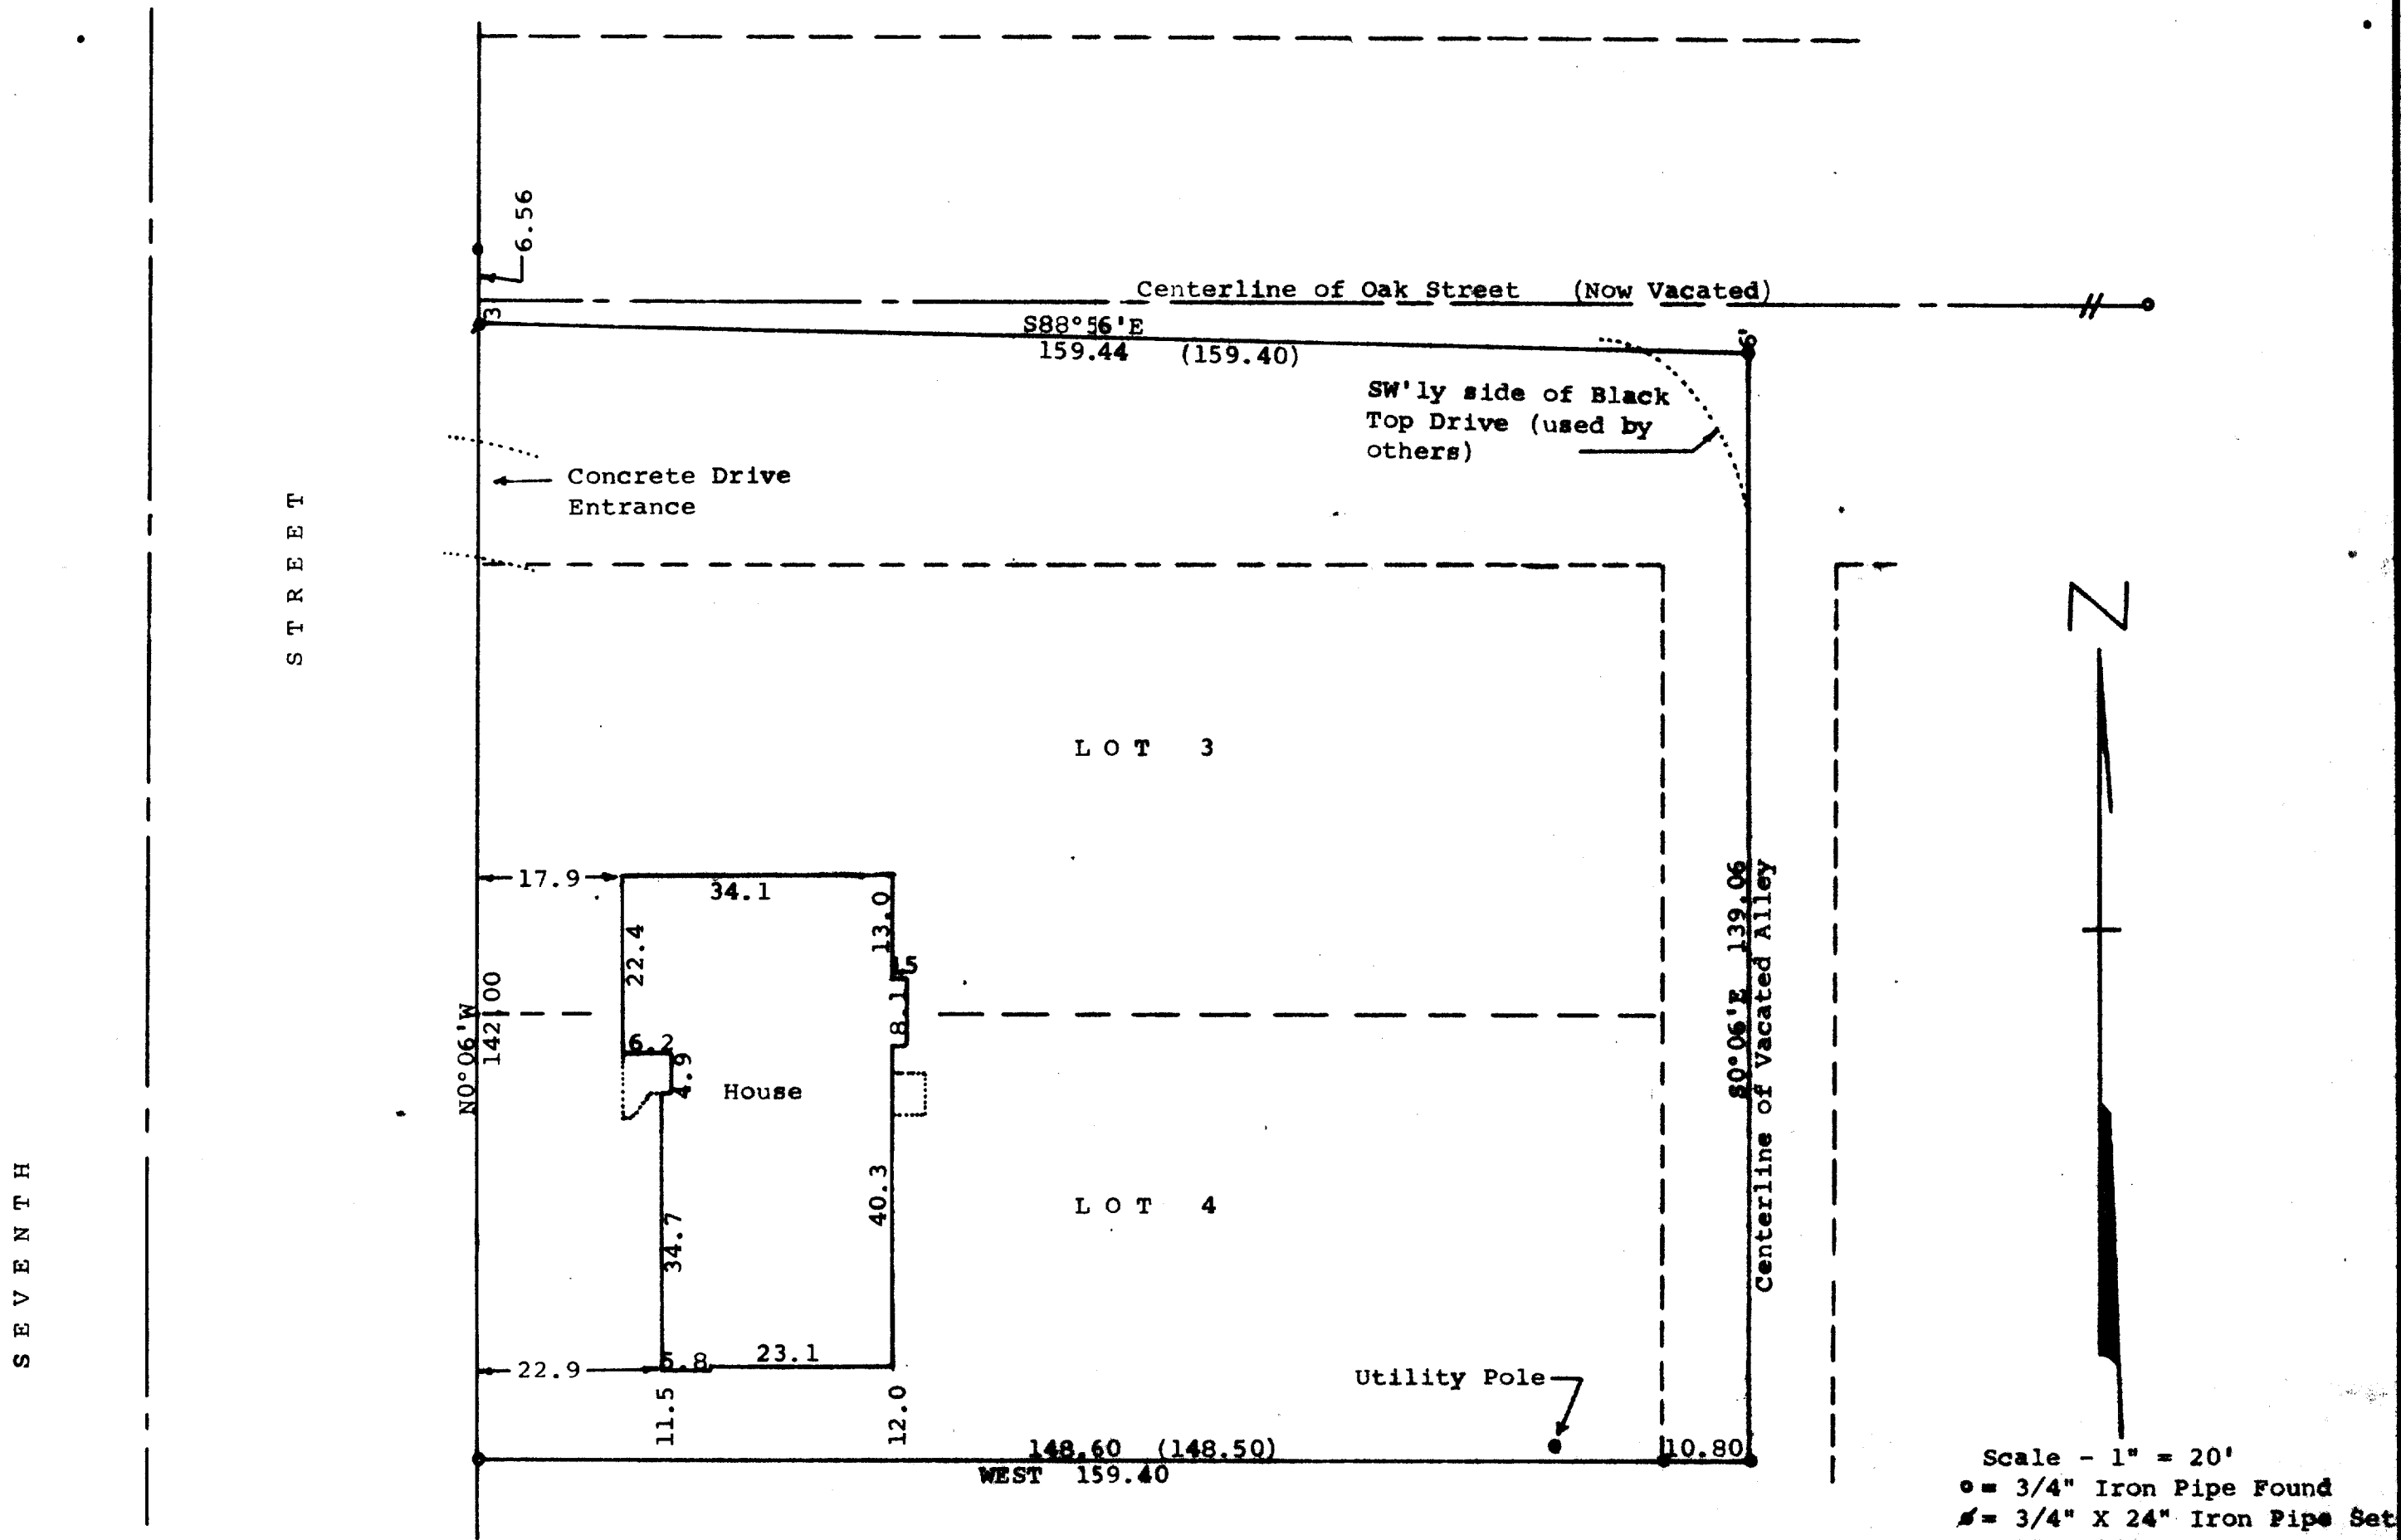 6.56
Centerline of Oak Street (Now Vacated)
3
S88°56'E
159.44 (159.40)
6'
SW'ly side of Black
Top Drive (used by
others)
Concrete Drive
Entrance
SEVENTH STREET
N
LOT 3
17.9
34.1
13.0
22.4
8.1
N0°06'W
142.00
6.2
4.9
House
S0°06'E 139.06
Centerline of Vacated Alley
40.3
LOT 4
34.7
5.8
23.1
22.9
11.5
12.0
Utility Pole
148.60 (148.50)
10.80
WEST 159.40
Scale - 1" = 20'
= 3/4" Iron Pipe Found
= 3/4" X 24" Iron Pipe Set